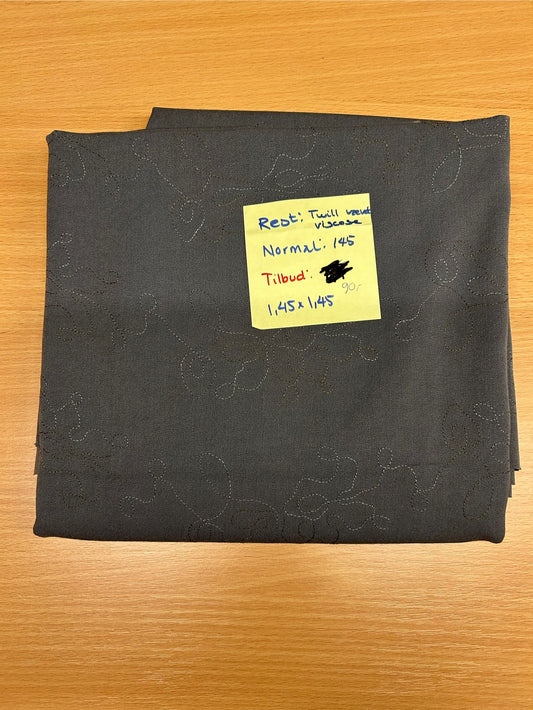 Rest: Twill vævet
viscose
Normal: 145
Tilbud:
90,-
1,45 x 1,45